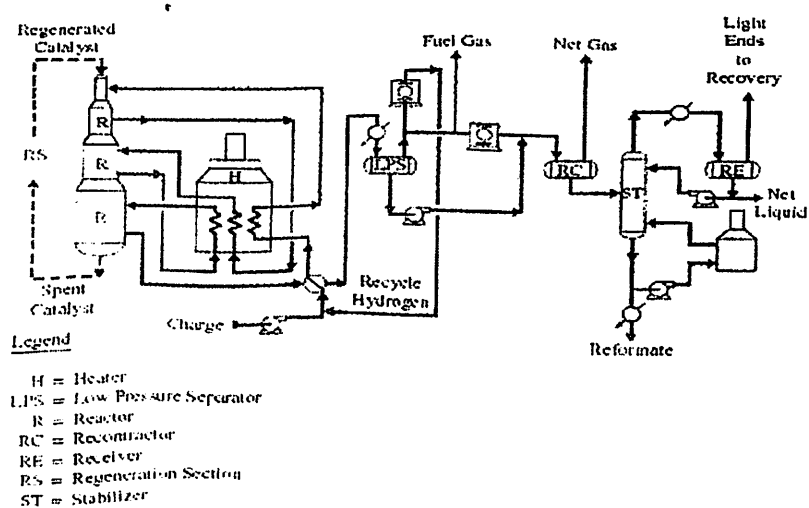 Regenerated
Catalyst
Fuel Gas
Net Gas
Light
Ends
to
Recovery
R
RS
R
H
LPS
RC
RE
ST
R
Net
Liquid
Spent
Catalyst
Recycle
Hydrogen
Charge
Reformate
Legend
H = Heater
LPS = Low Pressure Separator
R = Reactor
RC = Recontractor
RE = Receiver
RS = Regeneration Section
ST = Stabilizer